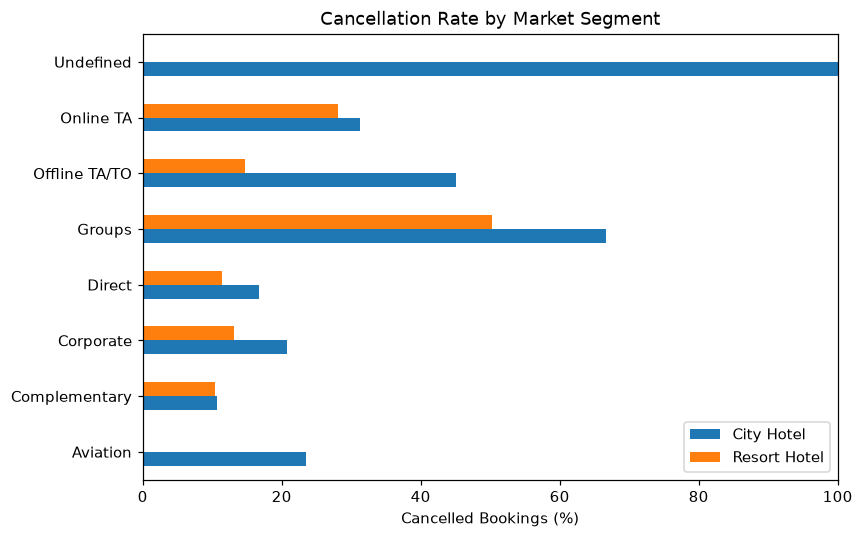 Cancellation Rate by Market Segment
Undefined
Online TA
Offline TA/TO
Groups
Direct
Corporate
Complementary
Aviation
City Hotel
Resort Hotel
0 20 40 60 80 100
Cancelled Bookings (%)